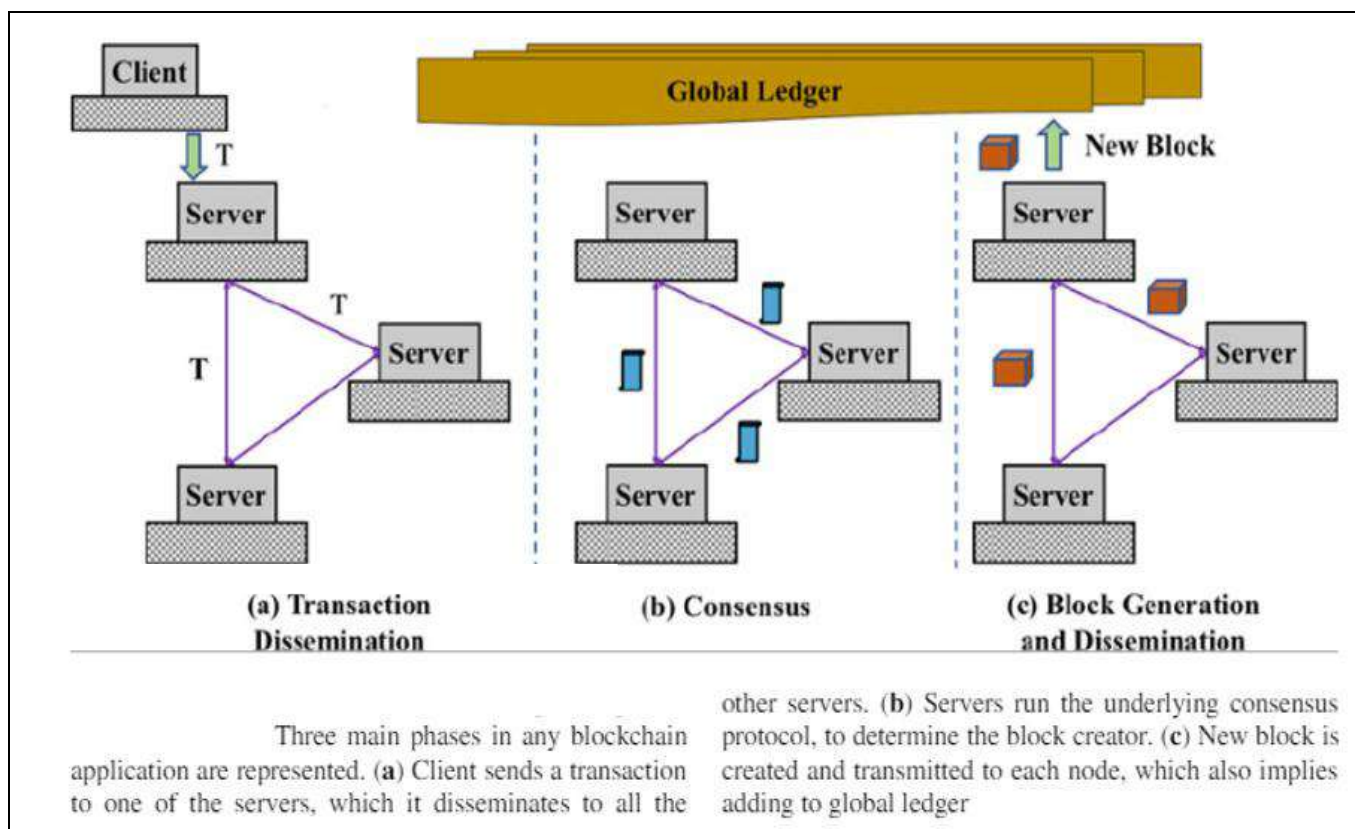 Client
Global Ledger
T
New Block
Server
Server
Server
T
Server
Server
Server
T
Server
Server
Server
(a) Transaction
Dissemination
(b) Consensus
(c) Block Generation
and Dissemination
Three main phases in any blockchain
application are represented. (a) Client sends a transaction
to one of the servers, which it disseminates to all the
other servers. (b) Servers run the underlying consensus
protocol, to determine the block creator. (c) New block is
created and transmitted to each node, which also implies
adding to global ledger